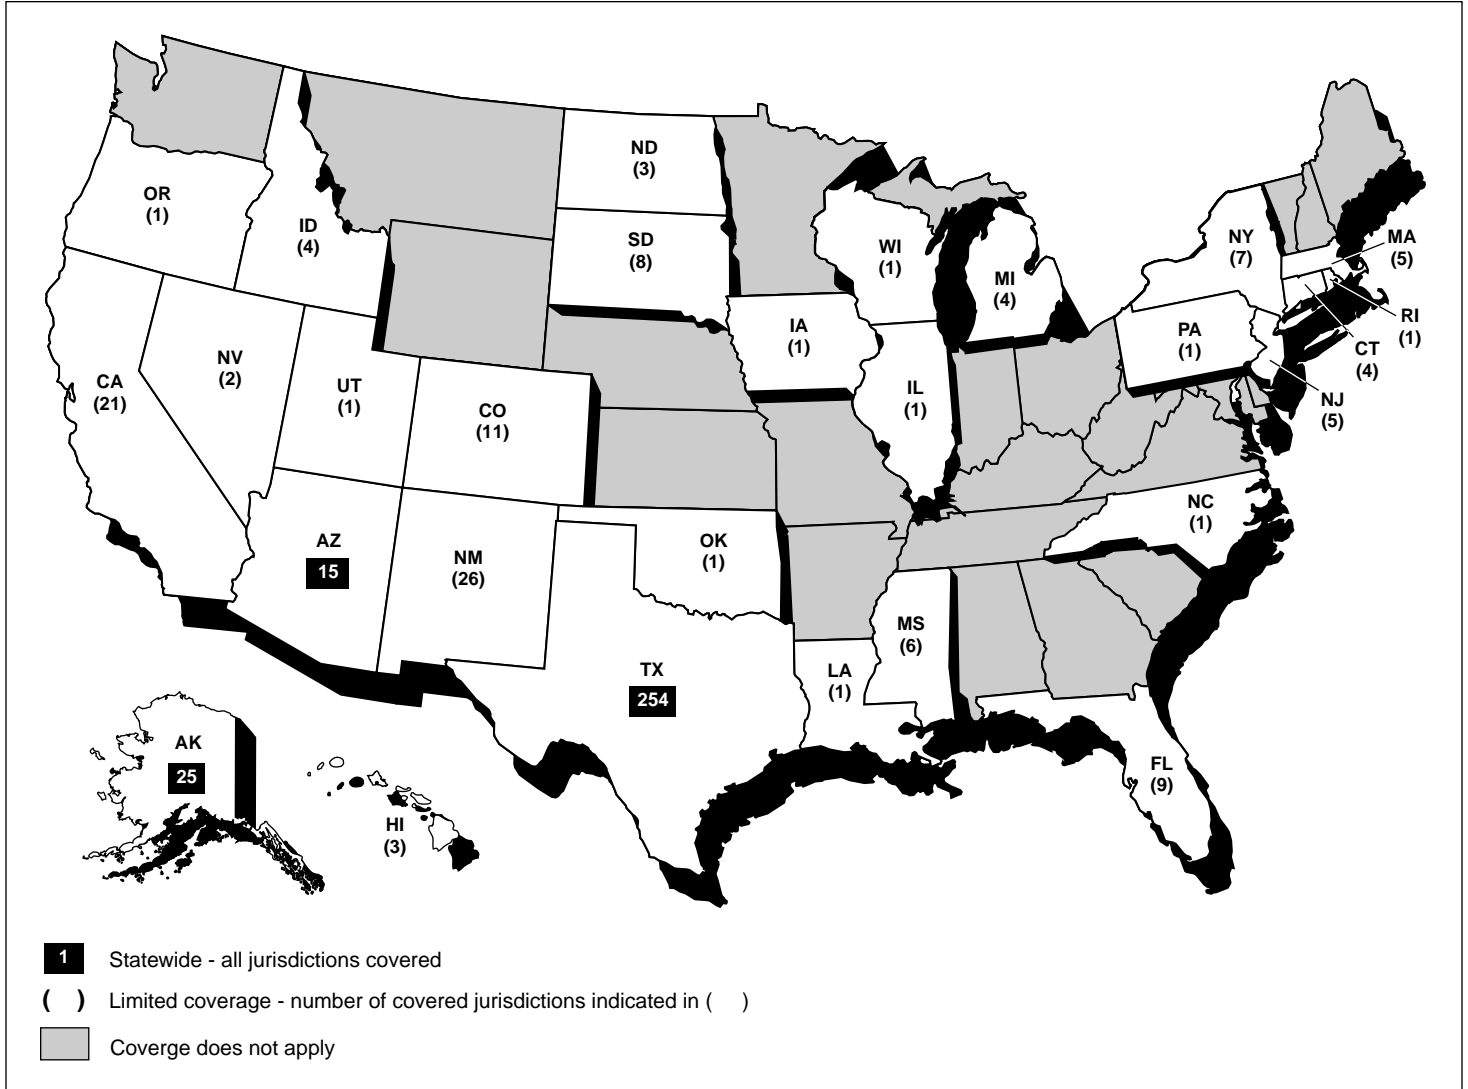 ND
(3)
OR
(1)
ID
(4)
SD
(8)
WI
(1)
MI
(4)
NY
(7)
MA
(5)
RI
(1)
CT
(4)
NJ
(5)
PA
(1)
IA
(1)
IL
(1)
NV
(2)
CA
(21)
UT
(1)
CO
(11)
AZ
15
NM
(26)
OK
(1)
NC
(1)
MS
(6)
LA
(1)
TX
254
FL
(9)
AK
25
HI
(3)
1 Statewide - all jurisdictions covered
( ) Limited coverage - number of covered jurisdictions indicated in ( )
Coverge does not apply